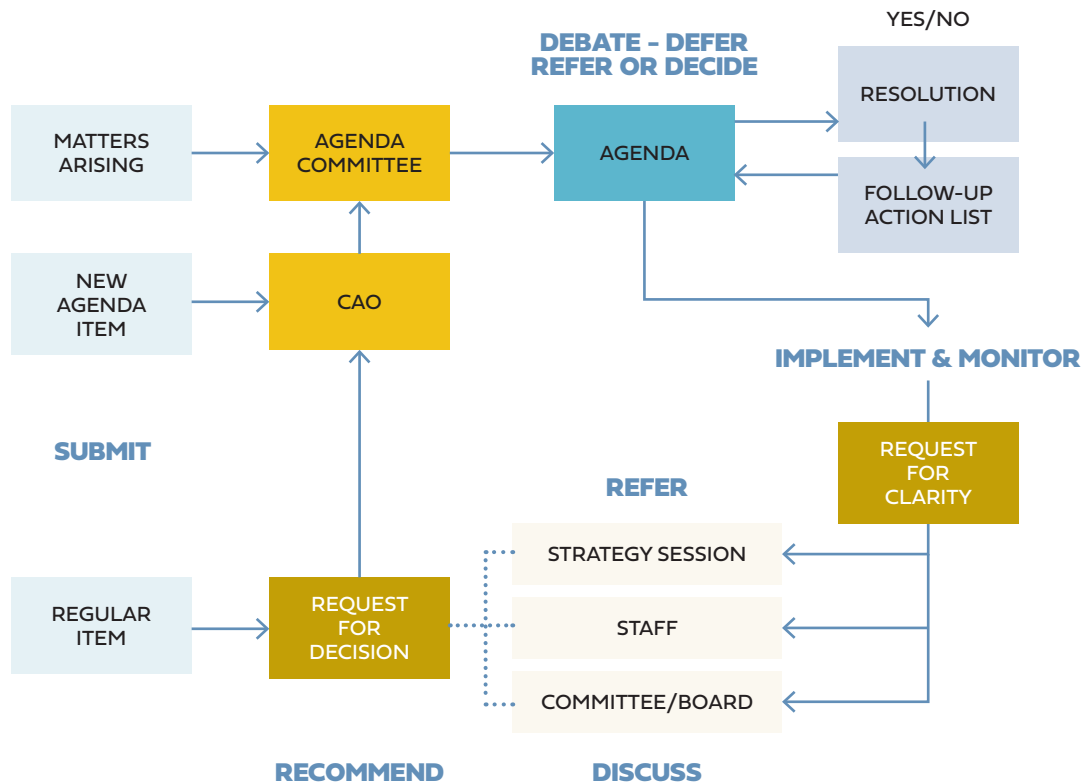 YES/NO
DEBATE – DEFER
REFER OR DECIDE
RESOLUTION
MATTERS
ARISING
AGENDA
COMMITTEE
AGENDA
FOLLOW-UP
ACTION LIST
NEW
AGENDA
ITEM
CAO
IMPLEMENT & MONITOR
SUBMIT
REQUEST
FOR
CLARITY
REFER
STRATEGY SESSION
REGULAR
ITEM
REQUEST
FOR
DECISION
STAFF
COMMITTEE/BOARD
RECOMMEND
DISCUSS